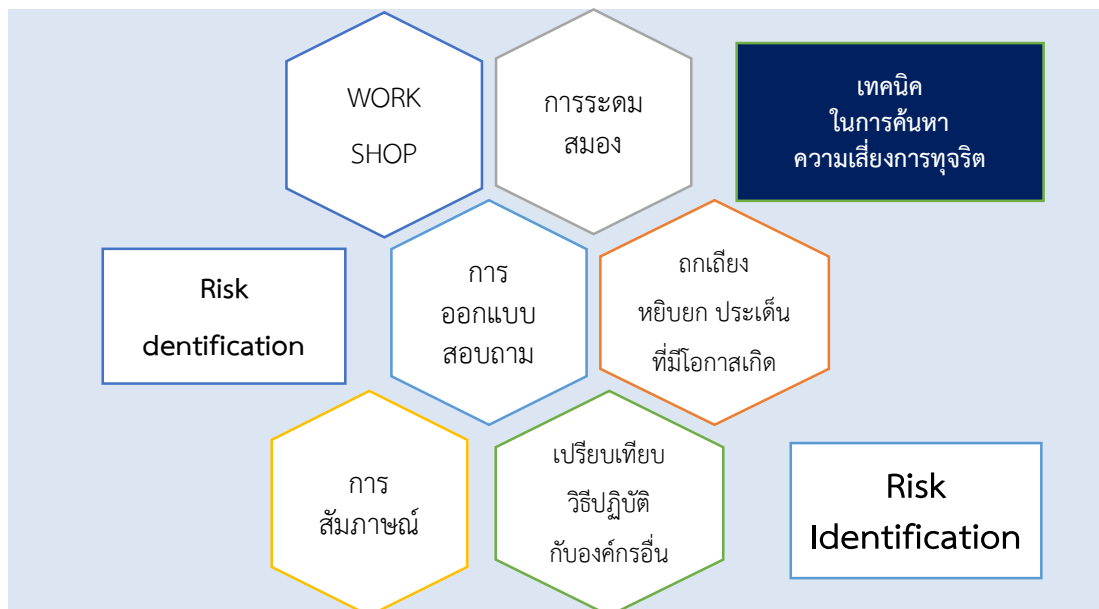 WORK
SHOP
การระดม
สมอง
เทคนิค
ในการค้นหา
ความเสี่ยงการทุจริต
Risk
dentification
การ
ออกแบบ
สอบถาม
ถกเถียง
หยิบยก ประเด็น
ที่มีโอกาสเกิด
การ
สัมภาษณ์
เปรียบเทียบ
วิธีปฏิบัติ
กับองค์กรอื่น
Risk
Identification